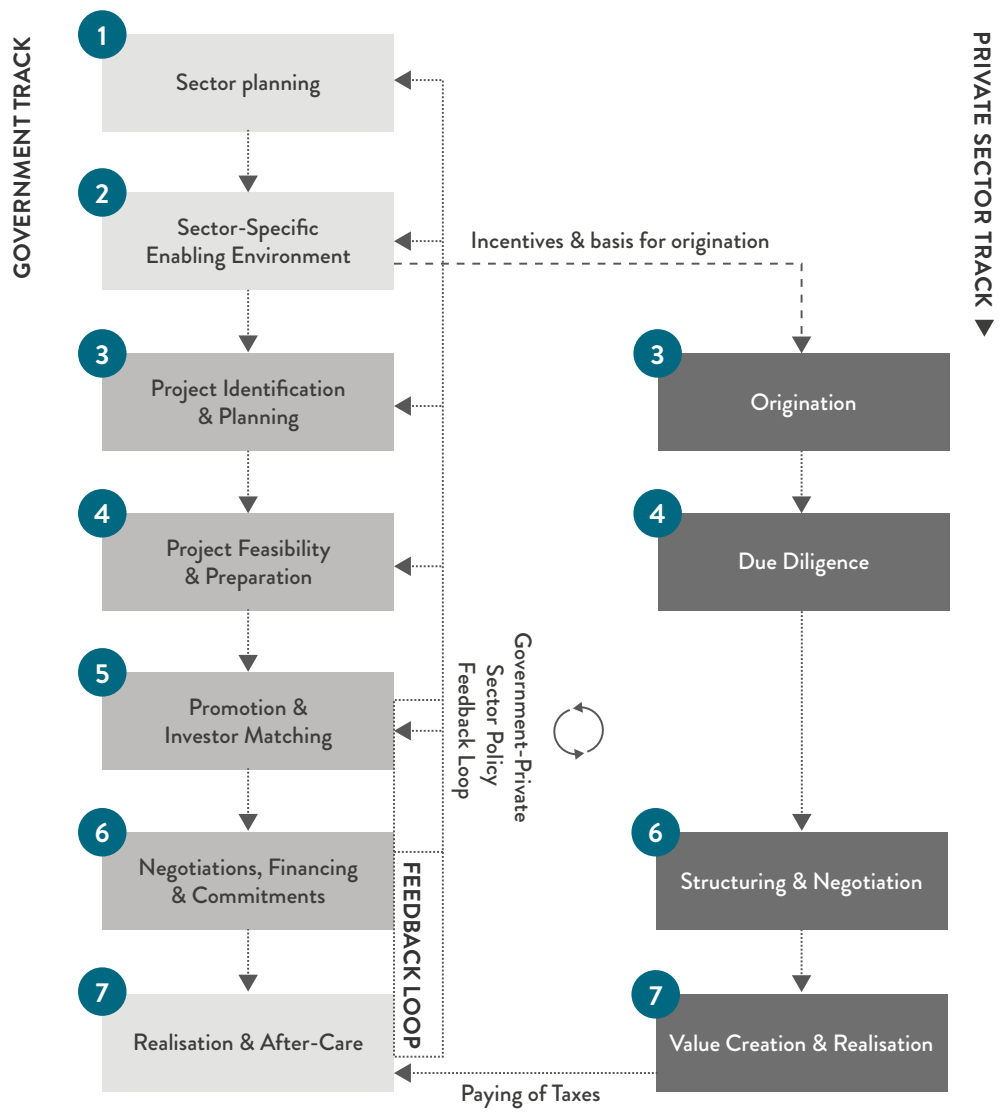 GOVERNMENT TRACK
PRIVATE SECTOR TRACK
1
Sector planning
2
Sector-Specific
Enabling Environment
Incentives & basis for origination
3
Project Identification
& Planning
3
Origination
4
Project Feasibility
& Preparation
4
Due Diligence
5
Promotion &
Investor Matching
Government-Private
Sector Policy
Feedback Loop
6
Negotiations, Financing
& Commitments
FEEDBACK LOOP
6
Structuring & Negotiation
7
Realisation & After-Care
7
Value Creation & Realisation
Paying of Taxes